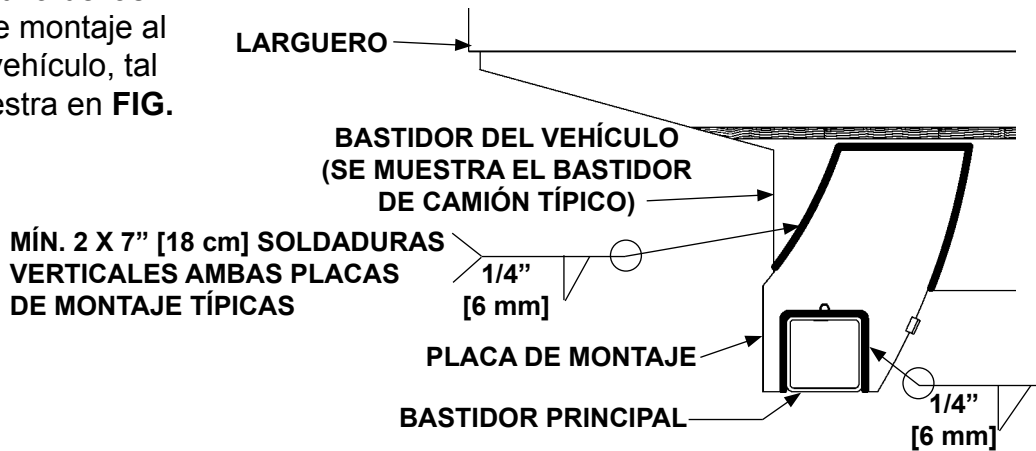 e montaje al
vehículo, tal
estra en FIG.
LARGUERO
BASTIDOR DEL VEHÍCULO
(SE MUESTRA EL BASTIDOR
DE CAMIÓN TÍPICO)
MÍN. 2 X 7” [18 cm] SOLDADURAS
VERTICALES AMBAS PLACAS
DE MONTAJE TÍPICAS
1/4”
[6 mm]
PLACA DE MONTAJE
BASTIDOR PRINCIPAL
1/4”
[6 mm]